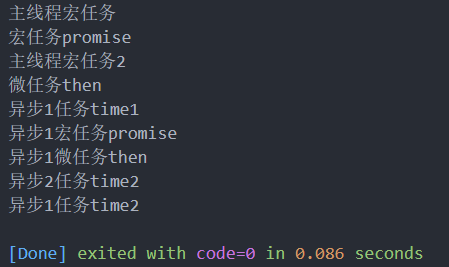 主线程宏任务
宏任务promise
主线程宏任务2
微任务then
异步1任务time1
异步1宏任务promise
异步1微任务then
异步2任务time2
异步1任务time2
[Done] exited with code=0 in 0.086 seconds